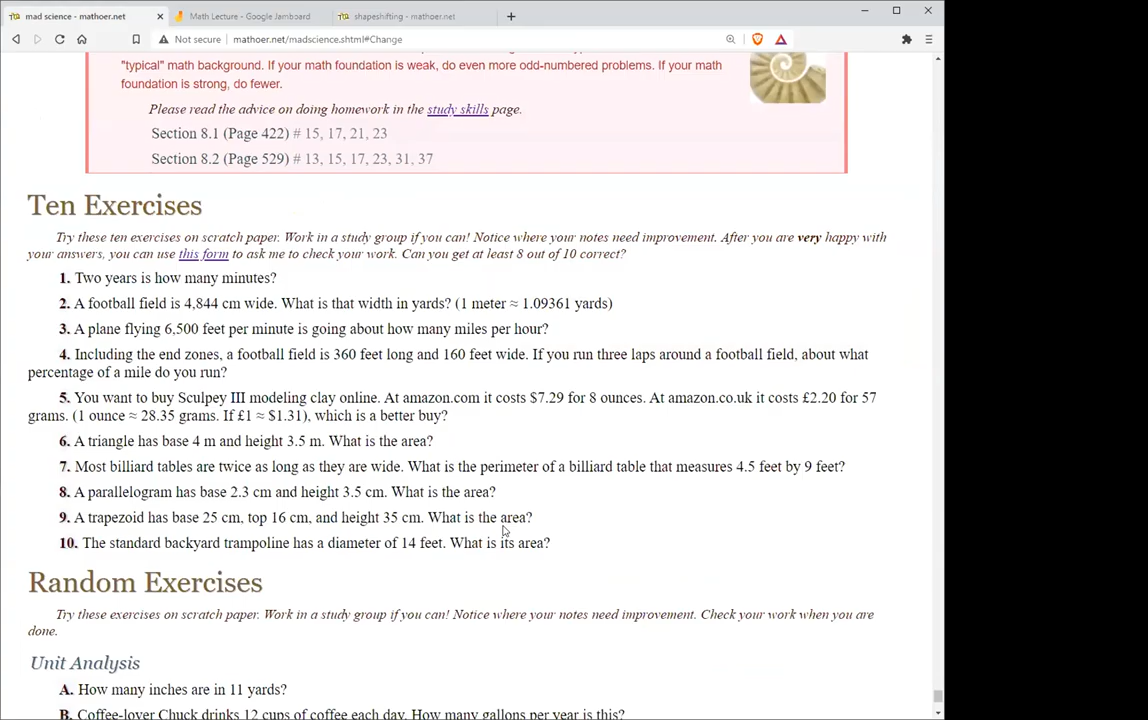 mad science - mathoer.net
Math Lecture - Google Jamboard
shapeshifting - mathoer.net
Not secure | mathoer.net/madscience.shtml#Change
"typical" math background. If your math foundation is weak, do even more odd-numbered problems. If your math
foundation is strong, do fewer.
Please read the advice on doing homework in the study skills page.
Section 8.1 (Page 422) # 15, 17, 21, 23
Section 8.2 (Page 529) # 13, 15, 17, 23, 31, 37
Ten Exercises
Try these ten exercises on scratch paper. Work in a study group if you can! Notice where your notes need improvement. After you are very happy with
your answers, you can use this form to ask me to check your work. Can you get at least 8 out of 10 correct?
1. Two years is how many minutes?
2. A football field is 4,844 cm wide. What is that width in yards? (1 meter ≈ 1.09361 yards)
3. A plane flying 6,500 feet per minute is going about how many miles per hour?
4. Including the end zones, a football field is 360 feet long and 160 feet wide. If you run three laps around a football field, about what
percentage of a mile do you run?
5. You want to buy Sculpey III modeling clay online. At amazon.com it costs $7.29 for 8 ounces. At amazon.co.uk it costs £2.20 for 57
grams. (1 ounce ≈ 28.35 grams. If £1 ≈ $1.31), which is a better buy?
6. A triangle has base 4 m and height 3.5 m. What is the area?
7. Most billiard tables are twice as long as they are wide. What is the perimeter of a billiard table that measures 4.5 feet by 9 feet?
8. A parallelogram has base 2.3 cm and height 3.5 cm. What is the area?
9. A trapezoid has base 25 cm, top 16 cm, and height 35 cm. What is the area?
10. The standard backyard trampoline has a diameter of 14 feet. What is its area?
Random Exercises
Try these exercises on scratch paper. Work in a study group if you can! Notice where your notes need improvement. Check your work when you are
done.
Unit Analysis
A. How many inches are in 11 yards?
B. Coffee-lover Chuck drinks 12 cups of coffee each day. How many gallons per year is this?